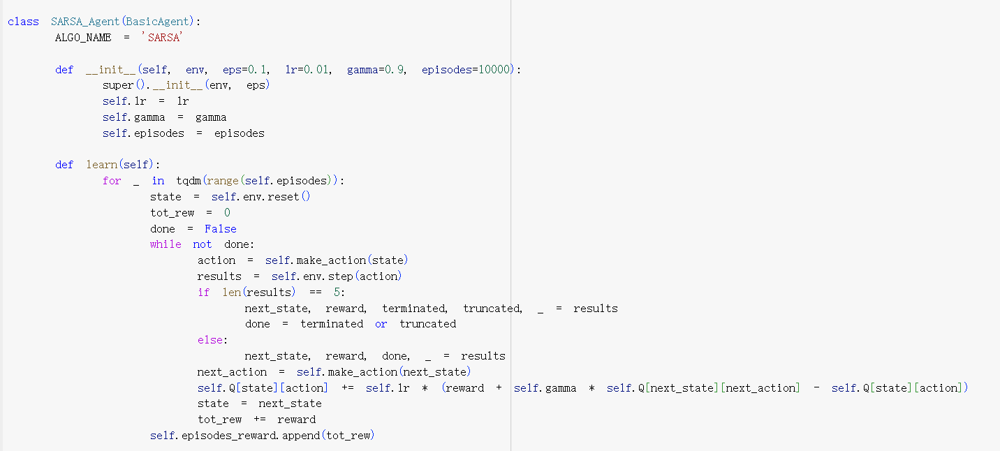 class SARSA_Agent(BasicAgent):
    ALGO_NAME = 'SARSA'
    def __init__(self, env, eps=0.1, lr=0.01, gamma=0.9, episodes=10000):
        super().__init__(env, eps)
        self.lr = lr
        self.gamma = gamma
        self.episodes = episodes
    def learn(self):
        for _ in tqdm(range(self.episodes)):
            state = self.env.reset()
            tot_rew = 0
            done = False
            while not done:
                action = self.make_action(state)
                results = self.env.step(action)
                if len(results) == 5:
                    next_state, reward, terminated, truncated, _ = results
                    done = terminated or truncated
                else:
                    next_state, reward, done, _ = results
                next_action = self.make_action(next_state)
                self.Q[state][action] += self.lr * (reward + self.gamma * self.Q[next_state][next_action] - self.Q[state][action])
                state = next_state
                tot_rew += reward
            self.episodes_reward.append(tot_rew)